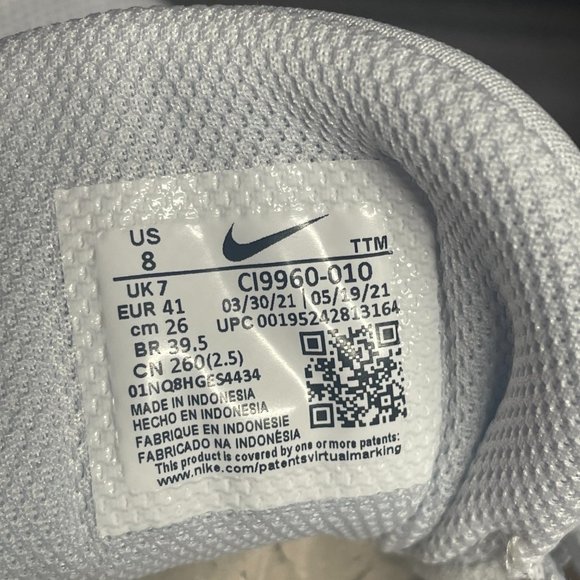 US
8
UK 7
EUR 41
cm 26
BR 39.5
CN 260(2.5)
01NQ8HGES4434
TTM
CI9960-010
03/30/21 | 05/19/21
UPC 00195242813164
MADE IN INDONESIA
HECHO EN INDONESIA
FABRIQUE EN INDONESIE
FABRICADO NA INDONÉSIA
This product is covered by one or more patents:
www.nike.com/patentsvirtualmarking